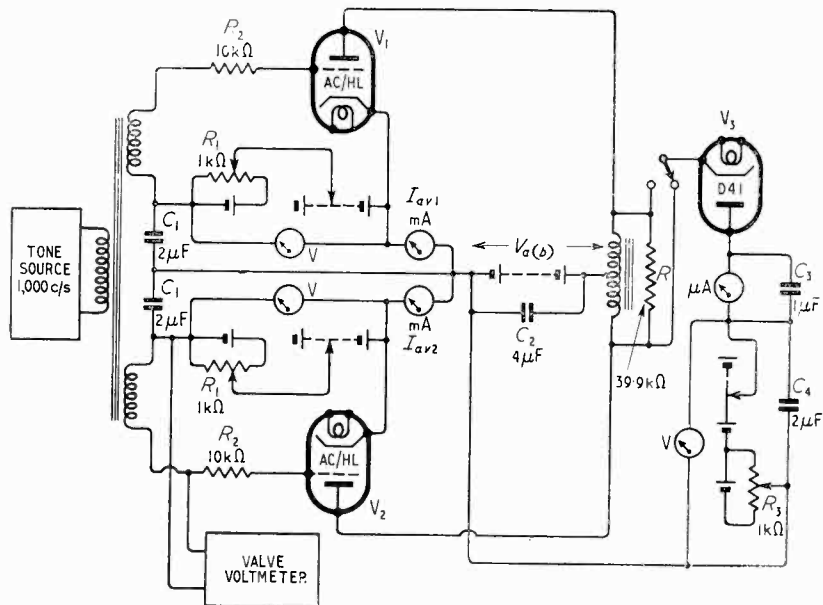 R2
10kΩ
V1
AC/HL
R1
1kΩ
Iav1
mA
V3
D41
C1
2μF
V
Va(b)
TONE
SOURCE
1,000 c/s
R
μA
C3
1μF
C1
2μF
V
mA
Iav2
C2
4μF
39·9kΩ
R1
1kΩ
C4
2μF
V
R2
10kΩ
AC/HL
V2
R3
1kΩ
VALVE
VOLTMETER